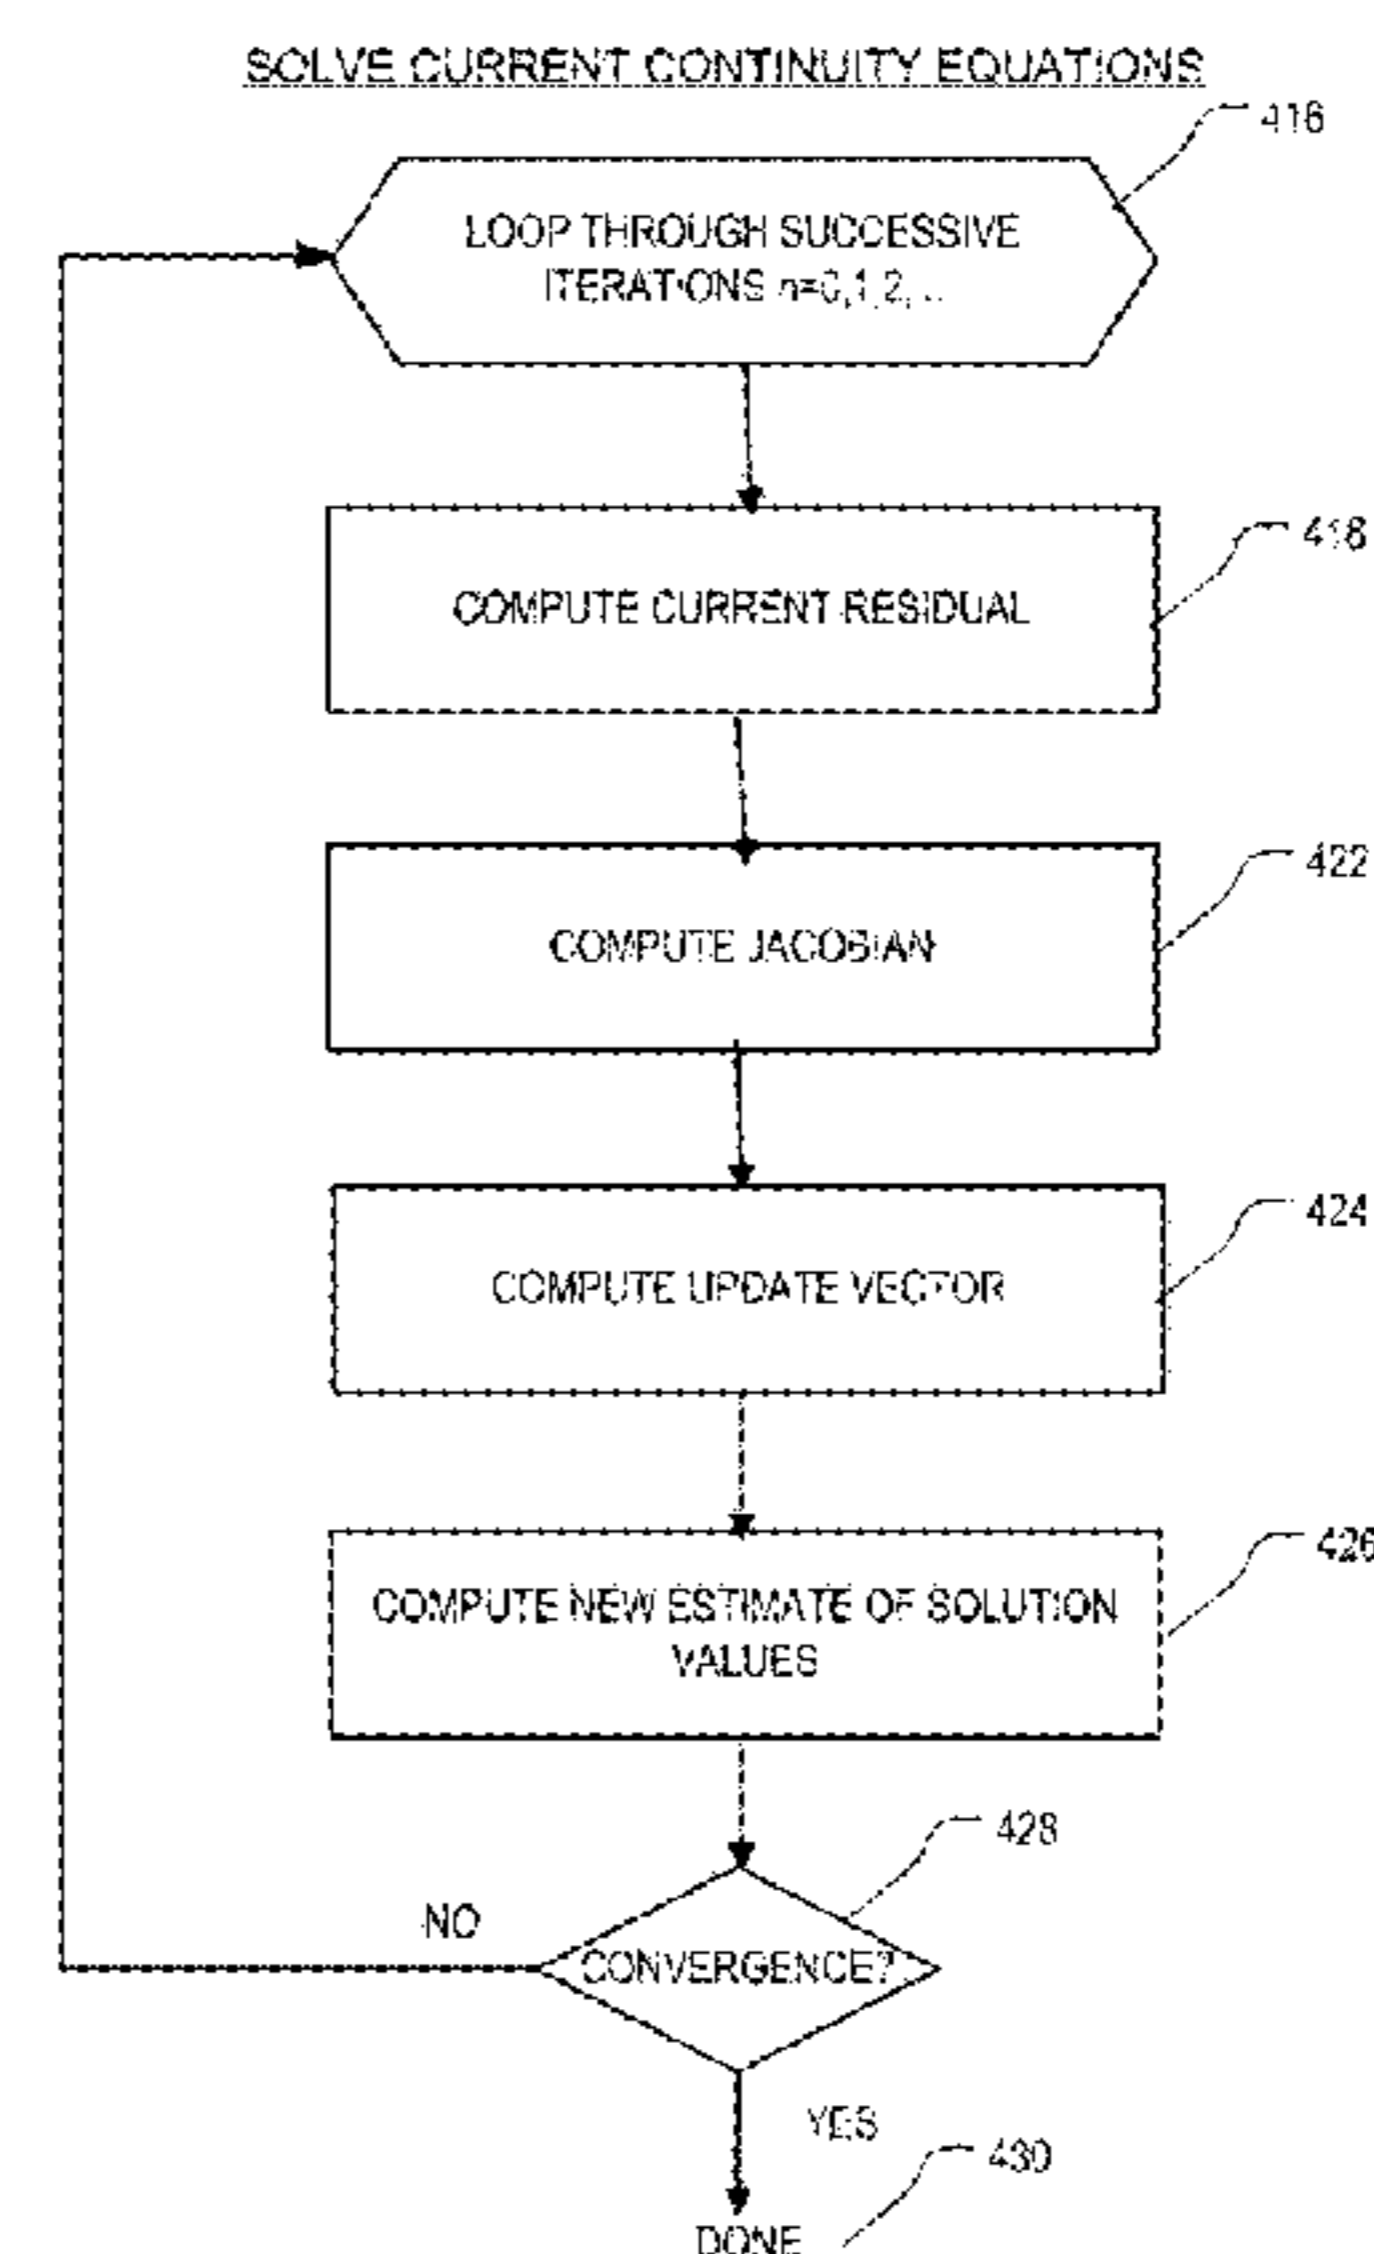 SOLVE CURRENT CONTINUITY EQUATIONS
416
LOOP THROUGH SUCCESSIVE
ITERATIONS n=0,1,2,...
418
COMPUTE CURRENT RESIDUAL
422
COMPUTE JACOBIAN
424
COMPUTE UPDATE VECTOR
426
COMPUTE NEW ESTIMATE OF SOLUTION
VALUES
428
NO
CONVERGENCE?
YES
430
DONE